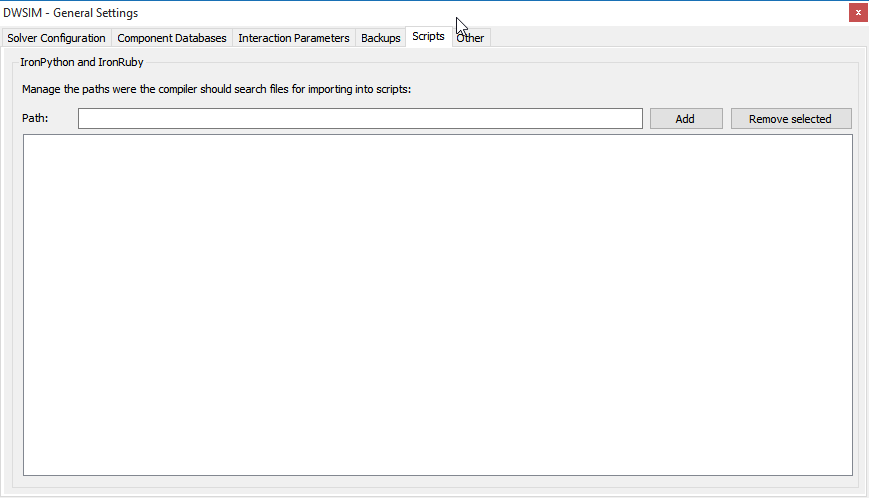 DWSIM - General Settings
x
Solver Configuration Component Databases Interaction Parameters Backups Scripts Other
IronPython and IronRuby
Manage the paths were the compiler should search files for importing into scripts:
Path: Add Remove selected